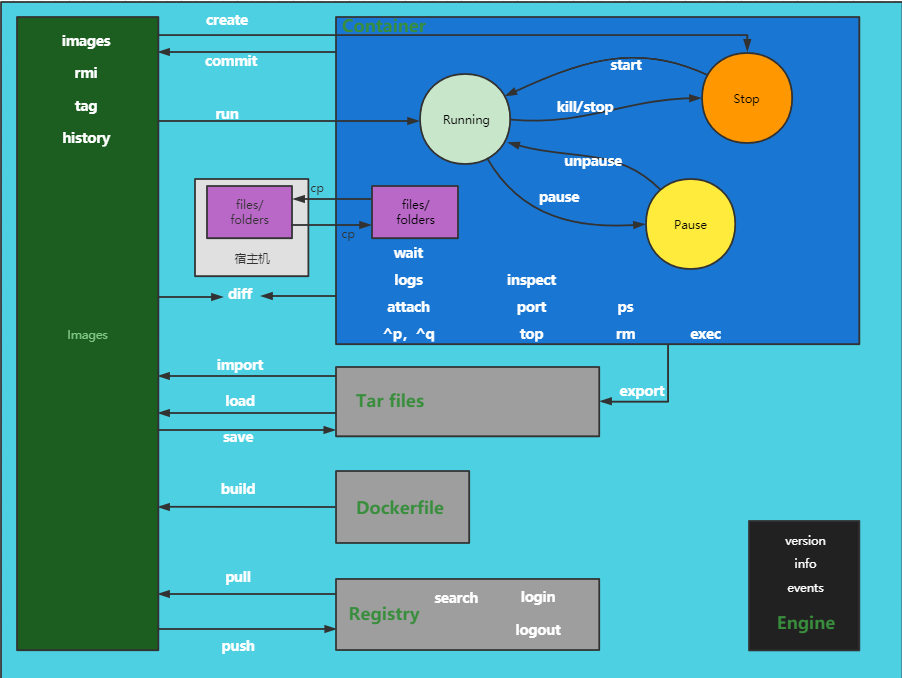 create
Container
images
commit
start
rmi
Stop
tag
kill/stop
run
Running
history
unpause
pause
cp
files/
folders
files/
folders
cp
Pause
宿主机
wait
logs
inspect
diff
attach
port
ps
^p, ^q
top
rm
exec
Images
import
export
load
Tar files
save
build
Dockerfile
version
info
events
Engine
pull
search
login
Registry
logout
push